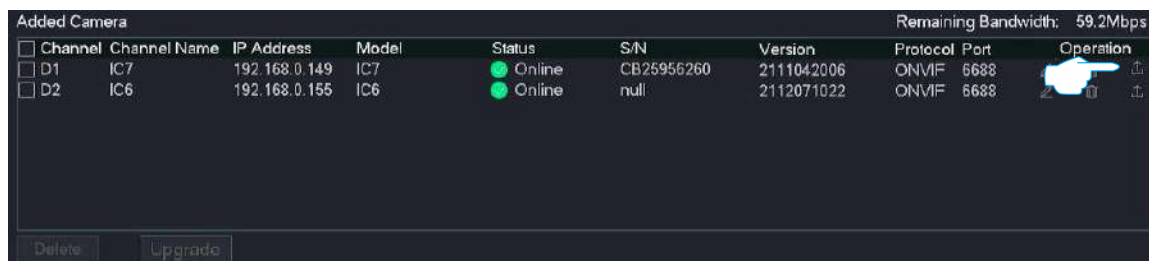 Added Camera Remaining Bandwidth: 59.2Mbps
Channel Channel Name IP Address Model Status S/N Version Protocol Port Operation
D1 IC7 192.168.0.149 IC7 Online CB25956260 2111042006 ONVIF 6688
D2 IC6 192.168.0.155 IC6 Online null 2112071022 ONVIF 6688
Delete Upgrade